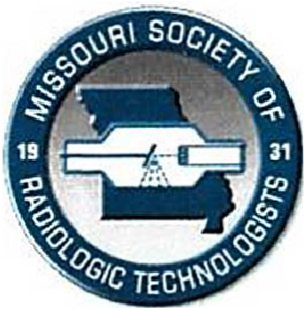 MISSOURI SOCIETY OF
19 31
RADIOLOGIC TECHNOLOGISTS